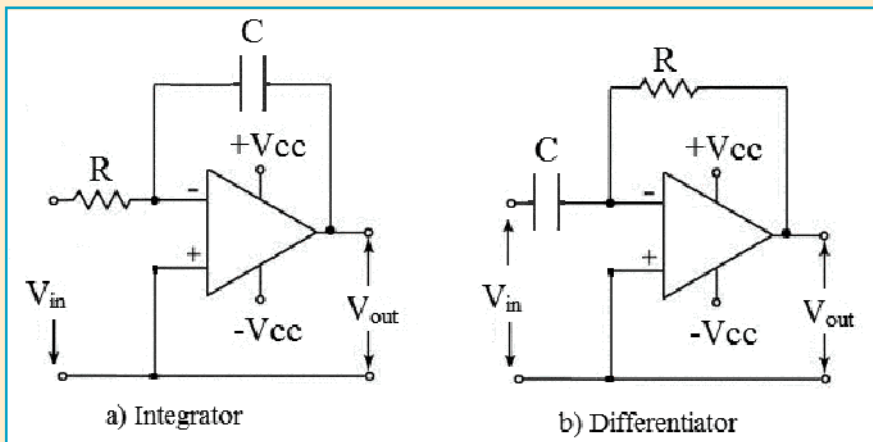 C
R
+Vcc
-
+
Vin
Vout
-Vcc
a) Integrator
R
C
+Vcc
-
+
Vin
Vout
-Vcc
b) Differentiator